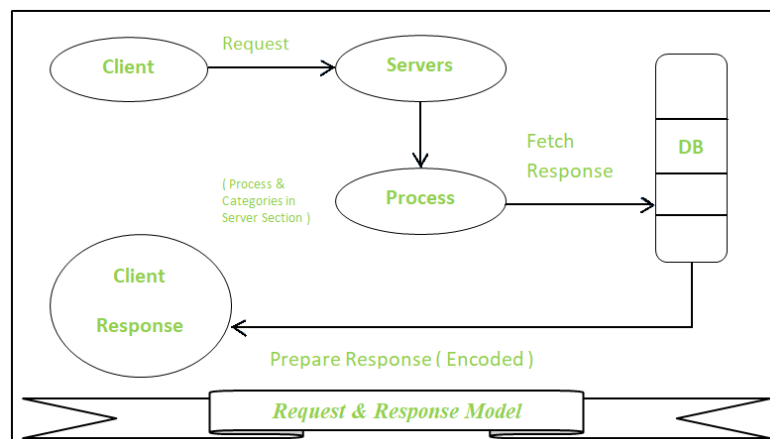 Request
Client
Servers
Fetch
Response
DB
( Process &
Categories in
Server Section )
Process
Client
Response
Prepare Response ( Encoded )
Request & Response Model